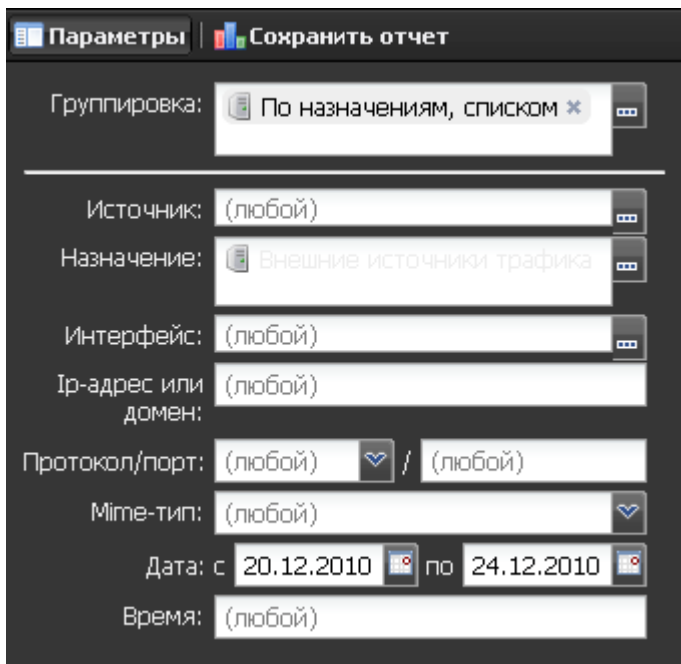 Параметры Сохранить отчет
Группировка: По назначениям, списком
Источник: (любой)
Назначение: Внешние источники трафика
Интерфейс: (любой)
Ip-адрес или (любой)
домен:
Протокол/порт: (любой) / (любой)
Mime-тип: (любой)
Дата: с 20.12.2010 по 24.12.2010
Время: (любой)